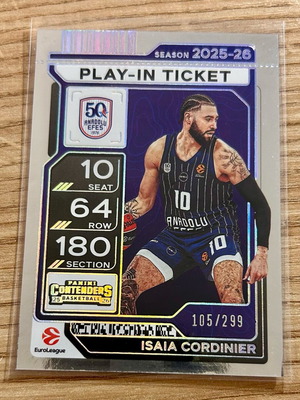 SEASON 2025-26
PLAY-IN TICKET
50
ANADOLU
EFES
10
SEAT
64
ROW
180
SECTION
10
ANADOLU
10
PANINI
CONTENDERS
BASKETBALL
105/299
ISAIA CORDINIER
EuroLeague